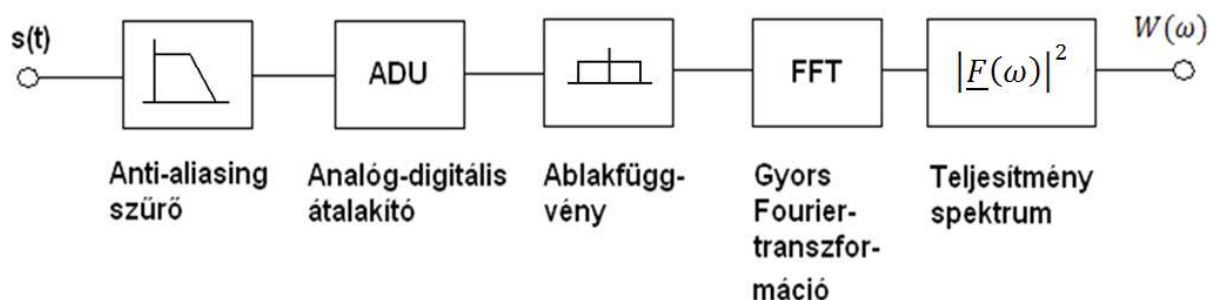 s(t)
W(ω)
ADU
FFT
|F(ω)|²
Anti-aliasing
szűrő
Analóg-digitális
átalakító
Ablakfügg-
vény
Gyors
Fourier-
transzfor-
máció
Teljesítmény
spektrum